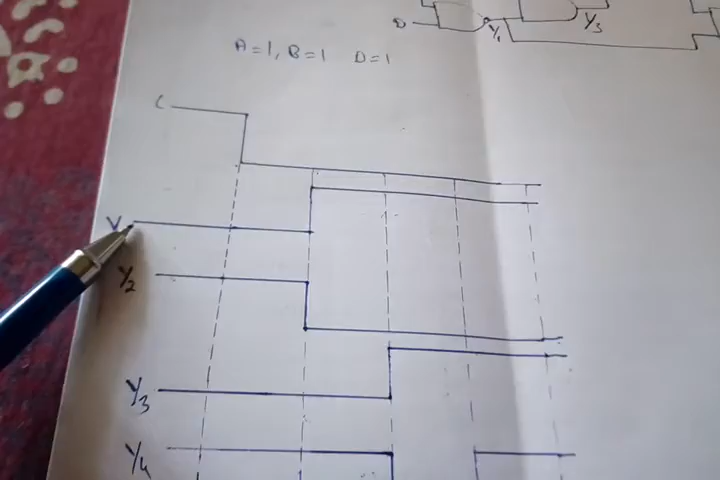 D
Y1
Y3
A=1, B=1 D=1
C
Y
Y2
Y3
Y4